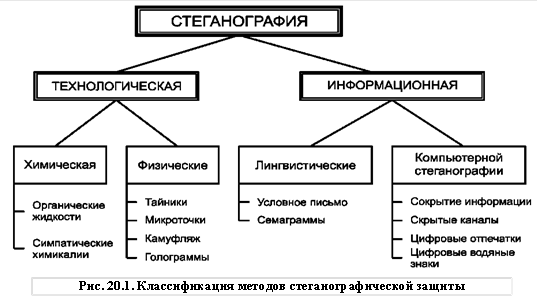 СТЕГАНОГРАФИЯ
ТЕХНОЛОГИЧЕСКАЯ
ИНФОРМАЦИОННАЯ
Химическая
Органические
жидкости
Симпатические
химикалии
Физические
Тайники
Микроточки
Камуфляж
Голограммы
Лингвистические
Условное письмо
Семаграммы
Компьютерной
стеганографии
Сокрытие информации
Скрытые каналы
Цифровые отпечатки
Цифровые водяные
знаки
Рис. 20.1. Классификация методов стеганографической защиты